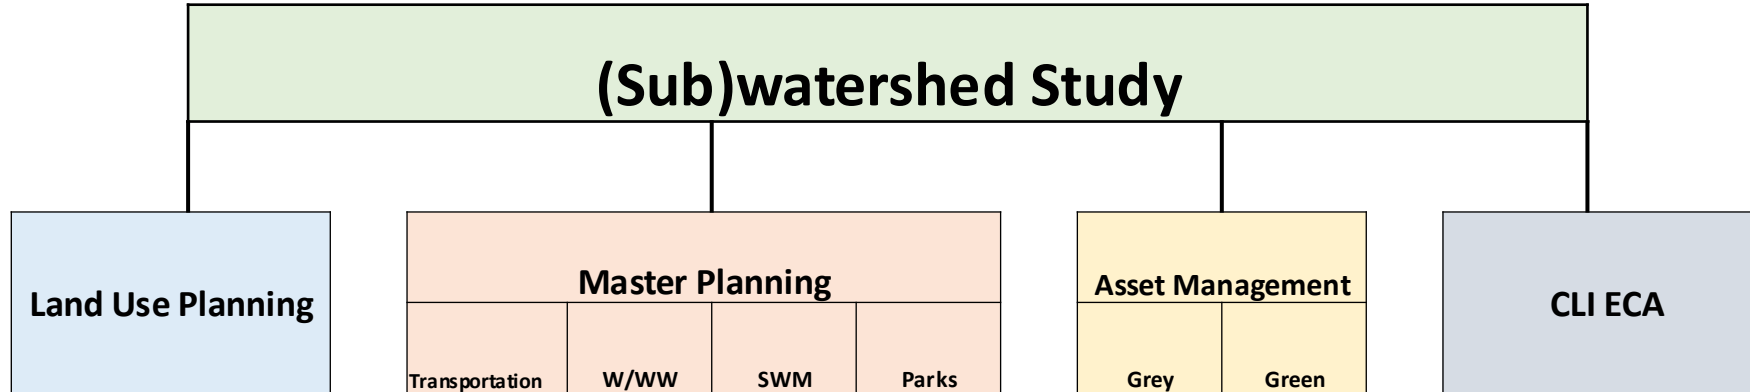 (Sub)watershed Study
Land Use Planning
Master Planning
Asset Management
CLI ECA
Transportation
W/WW
SWM
Parks
Grey
Green